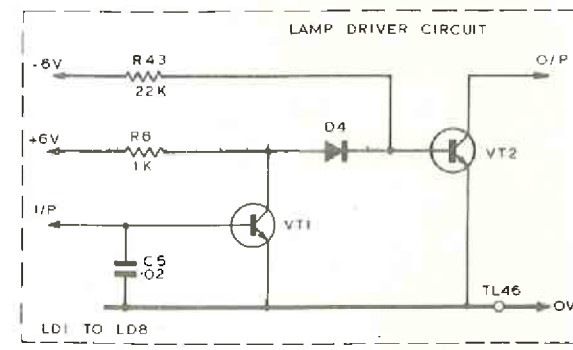 LAMP DRIVER CIRCUIT
-6V
R43
22K
O/P
+6V
R6
1K
D4
VT2
I/P
VT1
C5
.02
TL46
0V
LD1 TO LD8